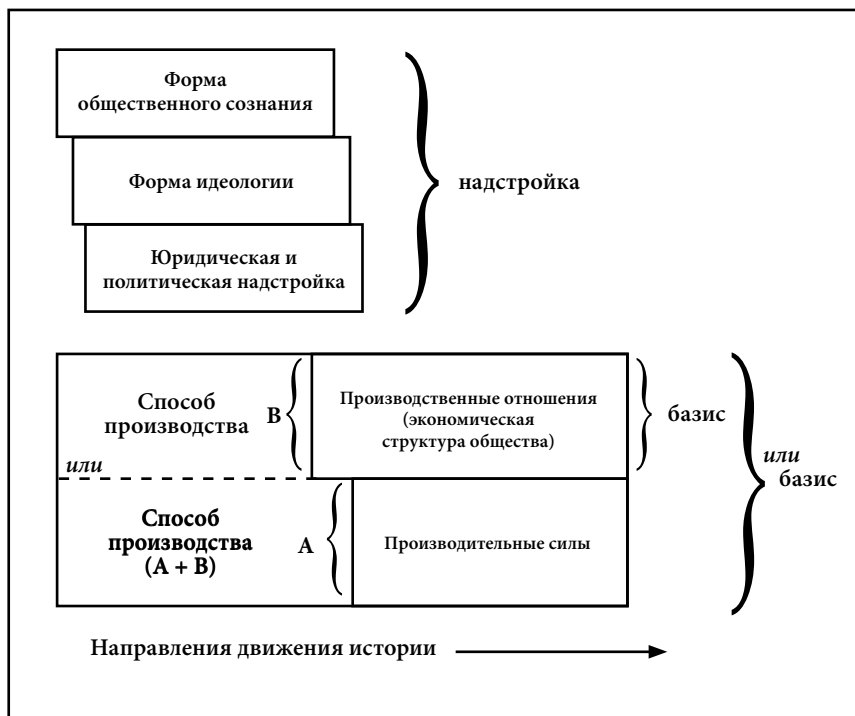 Форма
общественного сознания
Форма идеологии
Юридическая и
политическая надстройка
надстройка
Способ
производства
В
Производственные отношения
(экономическая
структура общества)
базис
или
или
базис
Способ
производства
(А + В)
А
Производительные силы
Направления движения истории